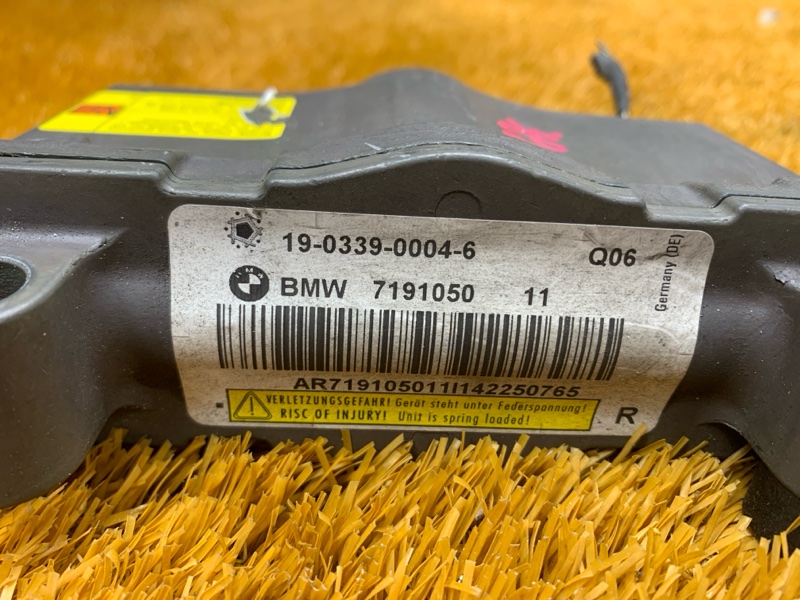 19-0339-0004-6 Q06
BMW 7191050 11
Germany (DE)
AR719105011I142250765
VERLETZUNGSGEFAHR! Gerät steht unter Federspannung!
RISC OF INJURY! Unit is spring loaded!
R